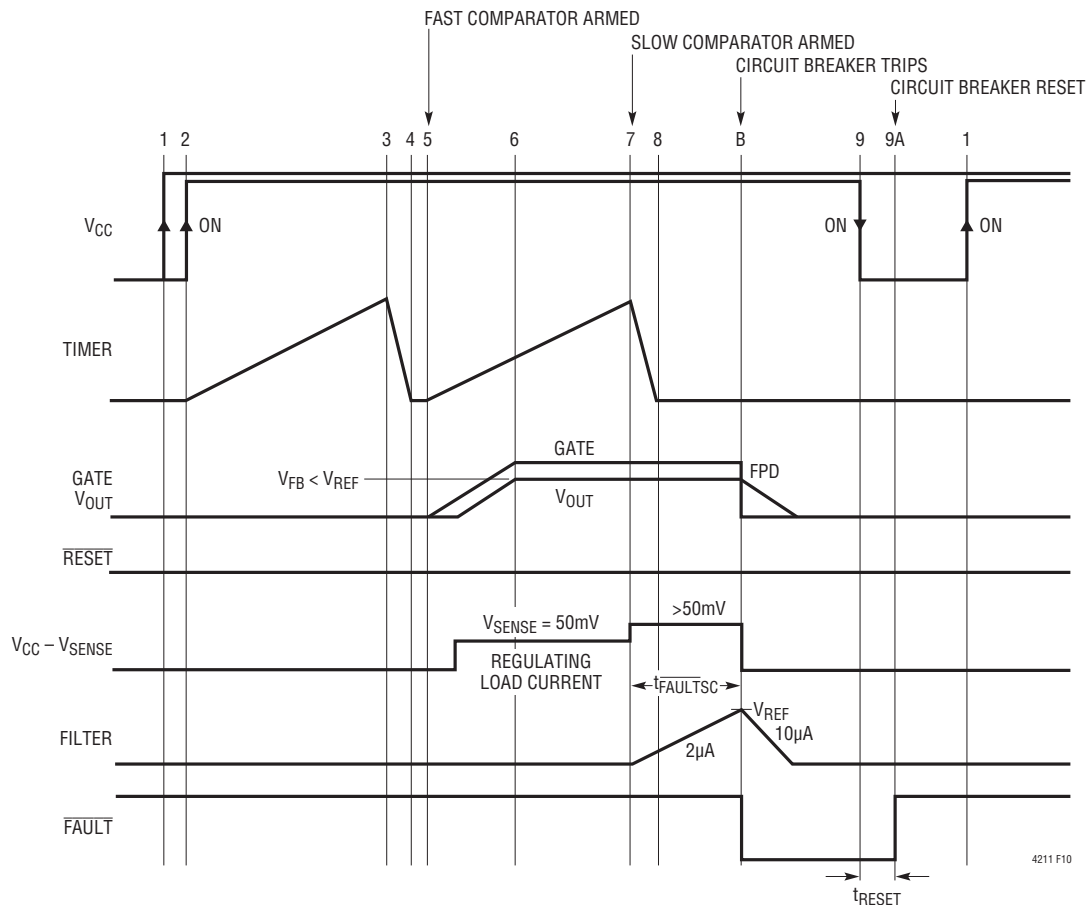 FAST COMPARATOR ARMED
SLOW COMPARATOR ARMED
CIRCUIT BREAKER TRIPS
CIRCUIT BREAKER RESET
1 2 3 4 5 6 7 8 B 9 9A 1
VCC
ON
ON
ON
TIMER
GATE
VOUT
VFB < VREF
GATE
VOUT
FPD
RESET
VCC – VSENSE
VSENSE = 50mV
>50mV
REGULATING
LOAD CURRENT
tFAULTSC
VREF
FILTER
2µA
10µA
FAULT
4211 F10
tRESET